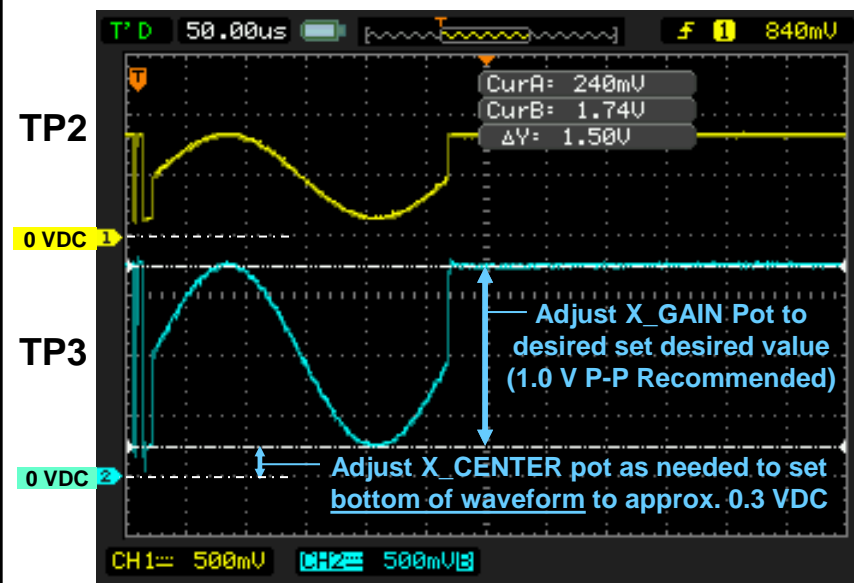 T'D 50.00us T f 1 840mV
T
CurA= 240mV
CurB= 1.74V
ΔY= 1.50V
TP2
0 VDC 1
TP3
Adjust X_GAIN Pot to
desired set desired value
(1.0 V P-P Recommended)
0 VDC 2
Adjust X_CENTER pot as needed to set
bottom of waveform to approx. 0.3 VDC
CH1 500mV CH2 500mV B